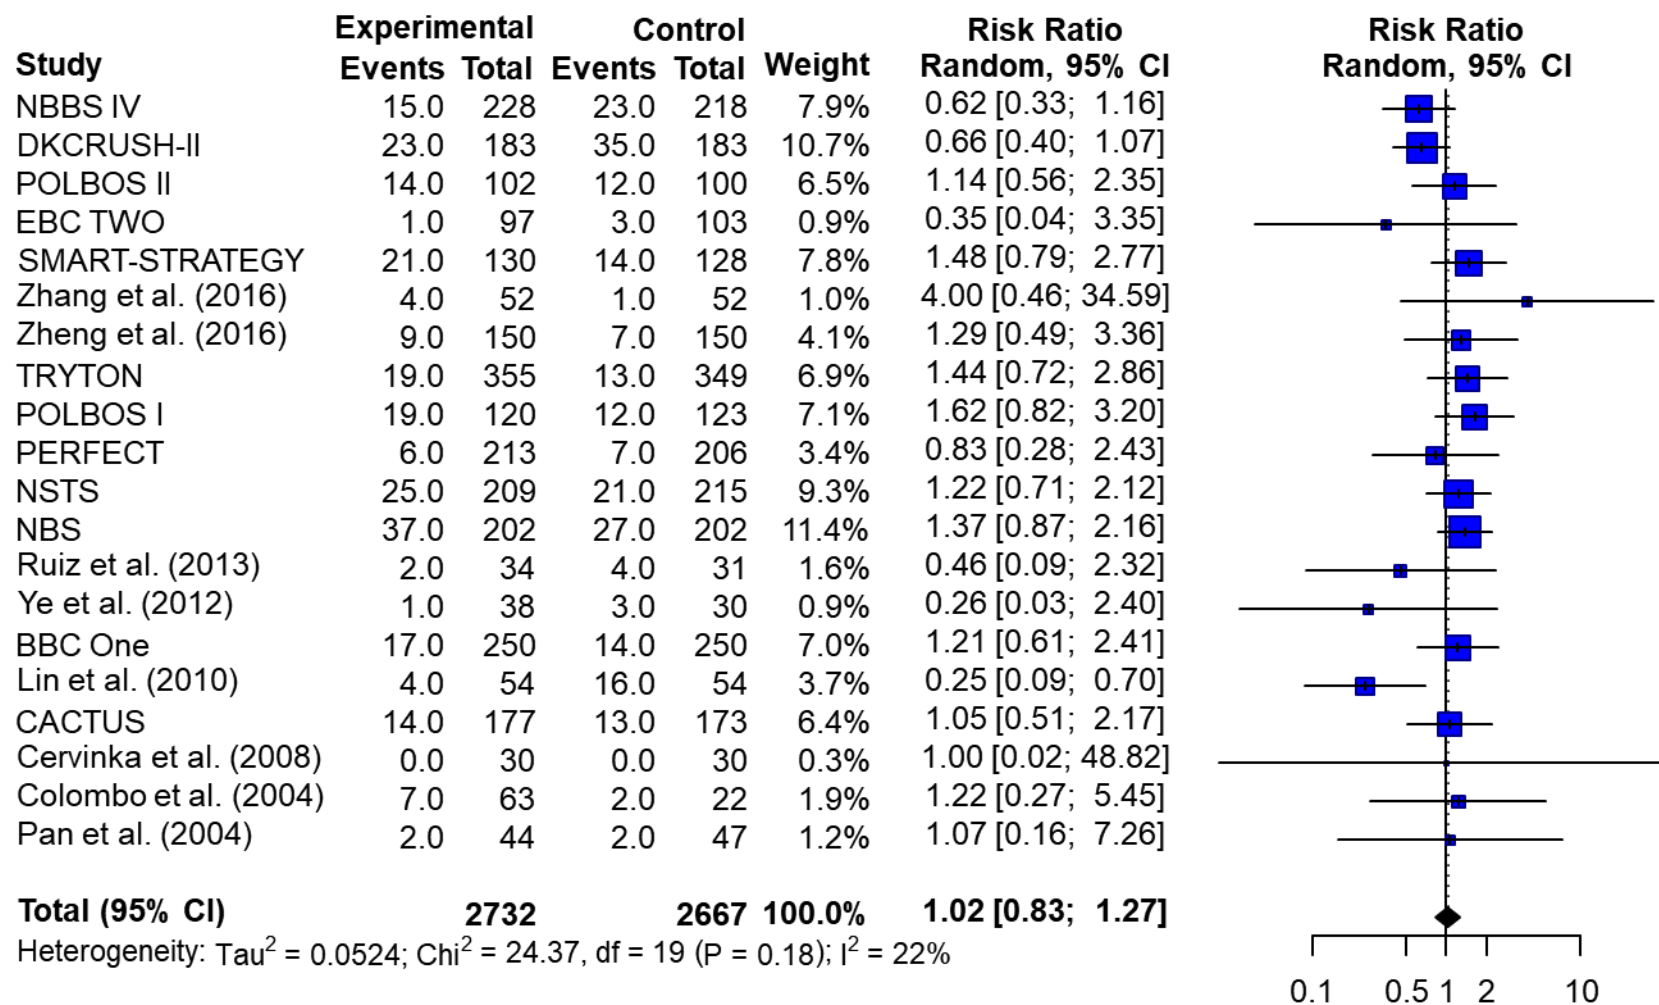 Experimental Control Risk Ratio Risk Ratio
Study Events Total Events Total Weight Random, 95% CI Random, 95% CI
NBBS IV 15.0 228 23.0 218 7.9% 0.62 [0.33; 1.16]
DKCRUSH-II 23.0 183 35.0 183 10.7% 0.66 [0.40; 1.07]
POLBOS II 14.0 102 12.0 100 6.5% 1.14 [0.56; 2.35]
EBC TWO 1.0 97 3.0 103 0.9% 0.35 [0.04; 3.35]
SMART-STRATEGY 21.0 130 14.0 128 7.8% 1.48 [0.79; 2.77]
Zhang et al. (2016) 4.0 52 1.0 52 1.0% 4.00 [0.46; 34.59]
Zheng et al. (2016) 9.0 150 7.0 150 4.1% 1.29 [0.49; 3.36]
TRYTON 19.0 355 13.0 349 6.9% 1.44 [0.72; 2.86]
POLBOS I 19.0 120 12.0 123 7.1% 1.62 [0.82; 3.20]
PERFECT 6.0 213 7.0 206 3.4% 0.83 [0.28; 2.43]
NSTS 25.0 209 21.0 215 9.3% 1.22 [0.71; 2.12]
NBS 37.0 202 27.0 202 11.4% 1.37 [0.87; 2.16]
Ruiz et al. (2013) 2.0 34 4.0 31 1.6% 0.46 [0.09; 2.32]
Ye et al. (2012) 1.0 38 3.0 30 0.9% 0.26 [0.03; 2.40]
BBC One 17.0 250 14.0 250 7.0% 1.21 [0.61; 2.41]
Lin et al. (2010) 4.0 54 16.0 54 3.7% 0.25 [0.09; 0.70]
CACTUS 14.0 177 13.0 173 6.4% 1.05 [0.51; 2.17]
Cervinka et al. (2008) 0.0 30 0.0 30 0.3% 1.00 [0.02; 48.82]
Colombo et al. (2004) 7.0 63 2.0 22 1.9% 1.22 [0.27; 5.45]
Pan et al. (2004) 2.0 44 2.0 47 1.2% 1.07 [0.16; 7.26]
Total (95% CI) 2732 2667 100.0% 1.02 [0.83; 1.27]
Heterogeneity: Tau² = 0.0524; Chi² = 24.37, df = 19 (P = 0.18); I² = 22%
0.1 0.5 1 2 10